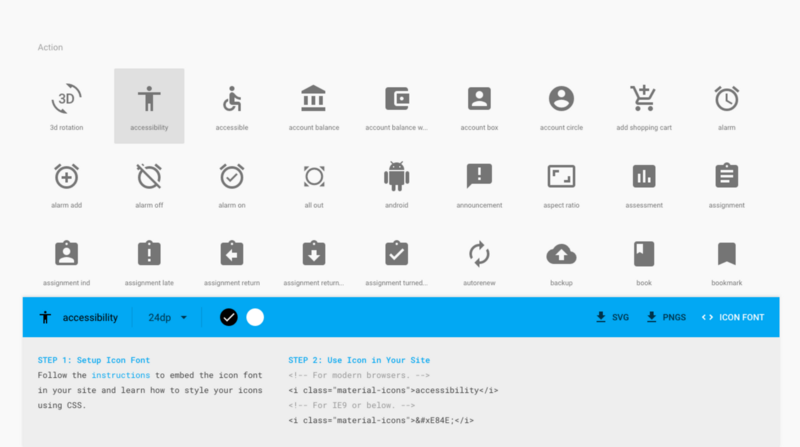 Action
3D
3d rotation accessibility accessible account balance account balance w... account box account circle add shopping cart alarm
alarm add alarm off alarm on all out android announcement aspect ratio assessment assignment
assignment ind assignment late assignment return assignment return... assignment turned... autorenew backup book bookmark
accessibility 24dp SVG PNGS ICON FONT
STEP 1: Setup Icon Font
Follow the instructions to embed the icon font
in your site and learn how to style your icons
using CSS.
STEP 2: Use Icon in Your Site
<!-- For modern browsers. -->
<i class="material-icons">accessibility</i>
<!-- For IE9 or below. -->
<i class="material-icons">&#xE84E;</i>